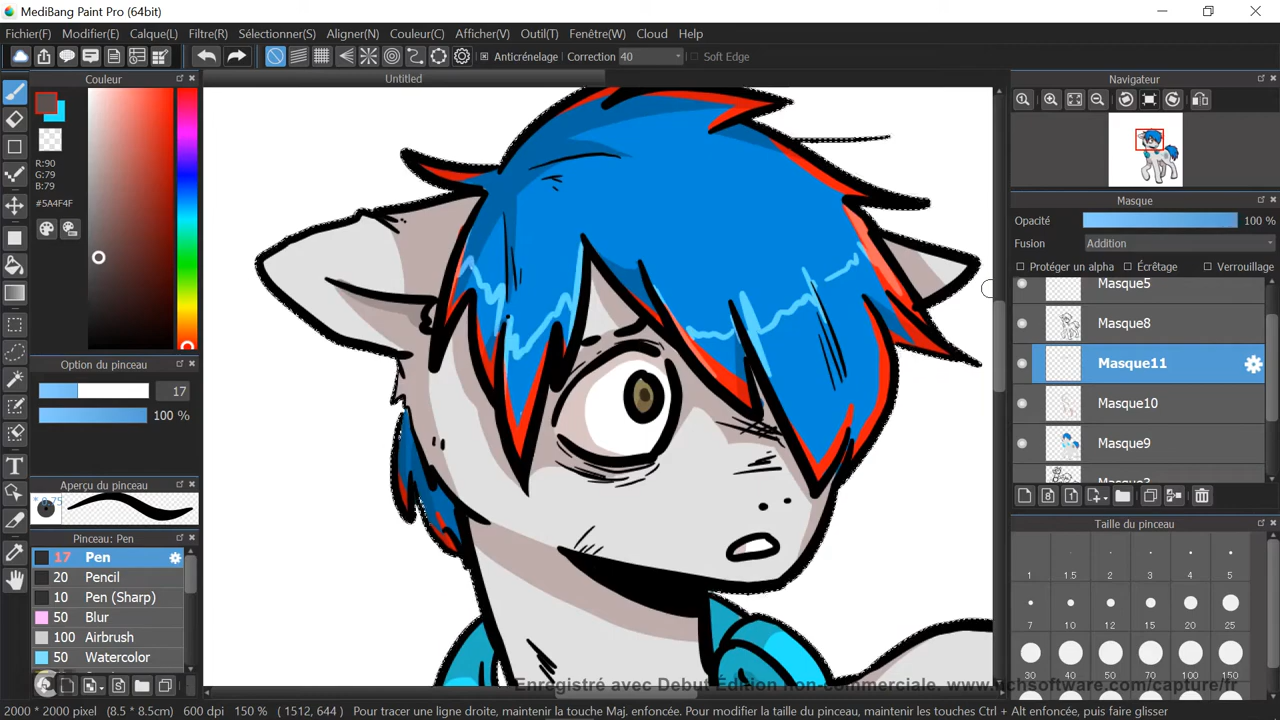 MediBang Paint Pro (64bit)
Fichier(F) Modifier(E) Calque(L) Filtre(R) Sélectionner(S) Aligner(N) Couleur(C) Afficher(V) Outil(T) Fenêtre(W) Cloud Help
Anticrénelage Correction 40 Soft Edge
Couleur
Untitled
Navigateur
R:90
G:79
B:79
#5A4F4F
Masque
Opacité 100 %
Fusion Addition
Protéger un alpha Écrêtage Verrouillage
Masque5
Masque8
Masque11
Masque10
Masque9
Option du pinceau
17
100 %
Aperçu du pinceau
* 0.75
Pinceau: Pen
17 Pen
20 Pencil
10 Pen (Sharp)
50 Blur
100 Airbrush
50 Watercolor
Taille du pinceau
1 1.5 2 3 4 5
7 10 12 15 20 25
30 40 50 70 100
Enregistré avec Debut Édition non-commerciale. www.nchsoftware.com/capture/fr
2000 * 2000 pixel (8.5 * 8.5cm) 600 dpi 150 % ( 1512, 644 ) Pour tracer une ligne droite, maintenir la touche Maj. enfoncée. Pour modifier la taille du pinceau, maintenir les touches Ctrl + Alt enfoncée, puis faire glisser